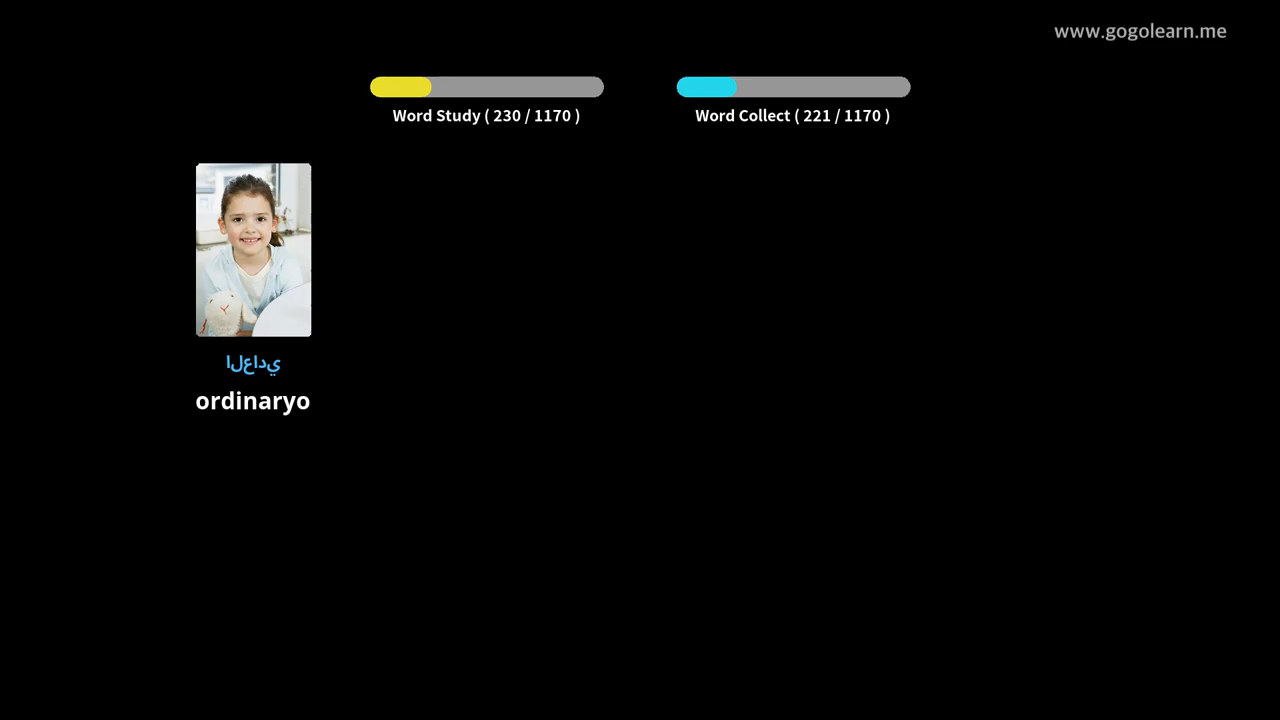 www.gogolearn.me
Word Study ( 230 / 1170 )
Word Collect ( 221 / 1170 )
العادي
ordinaryo